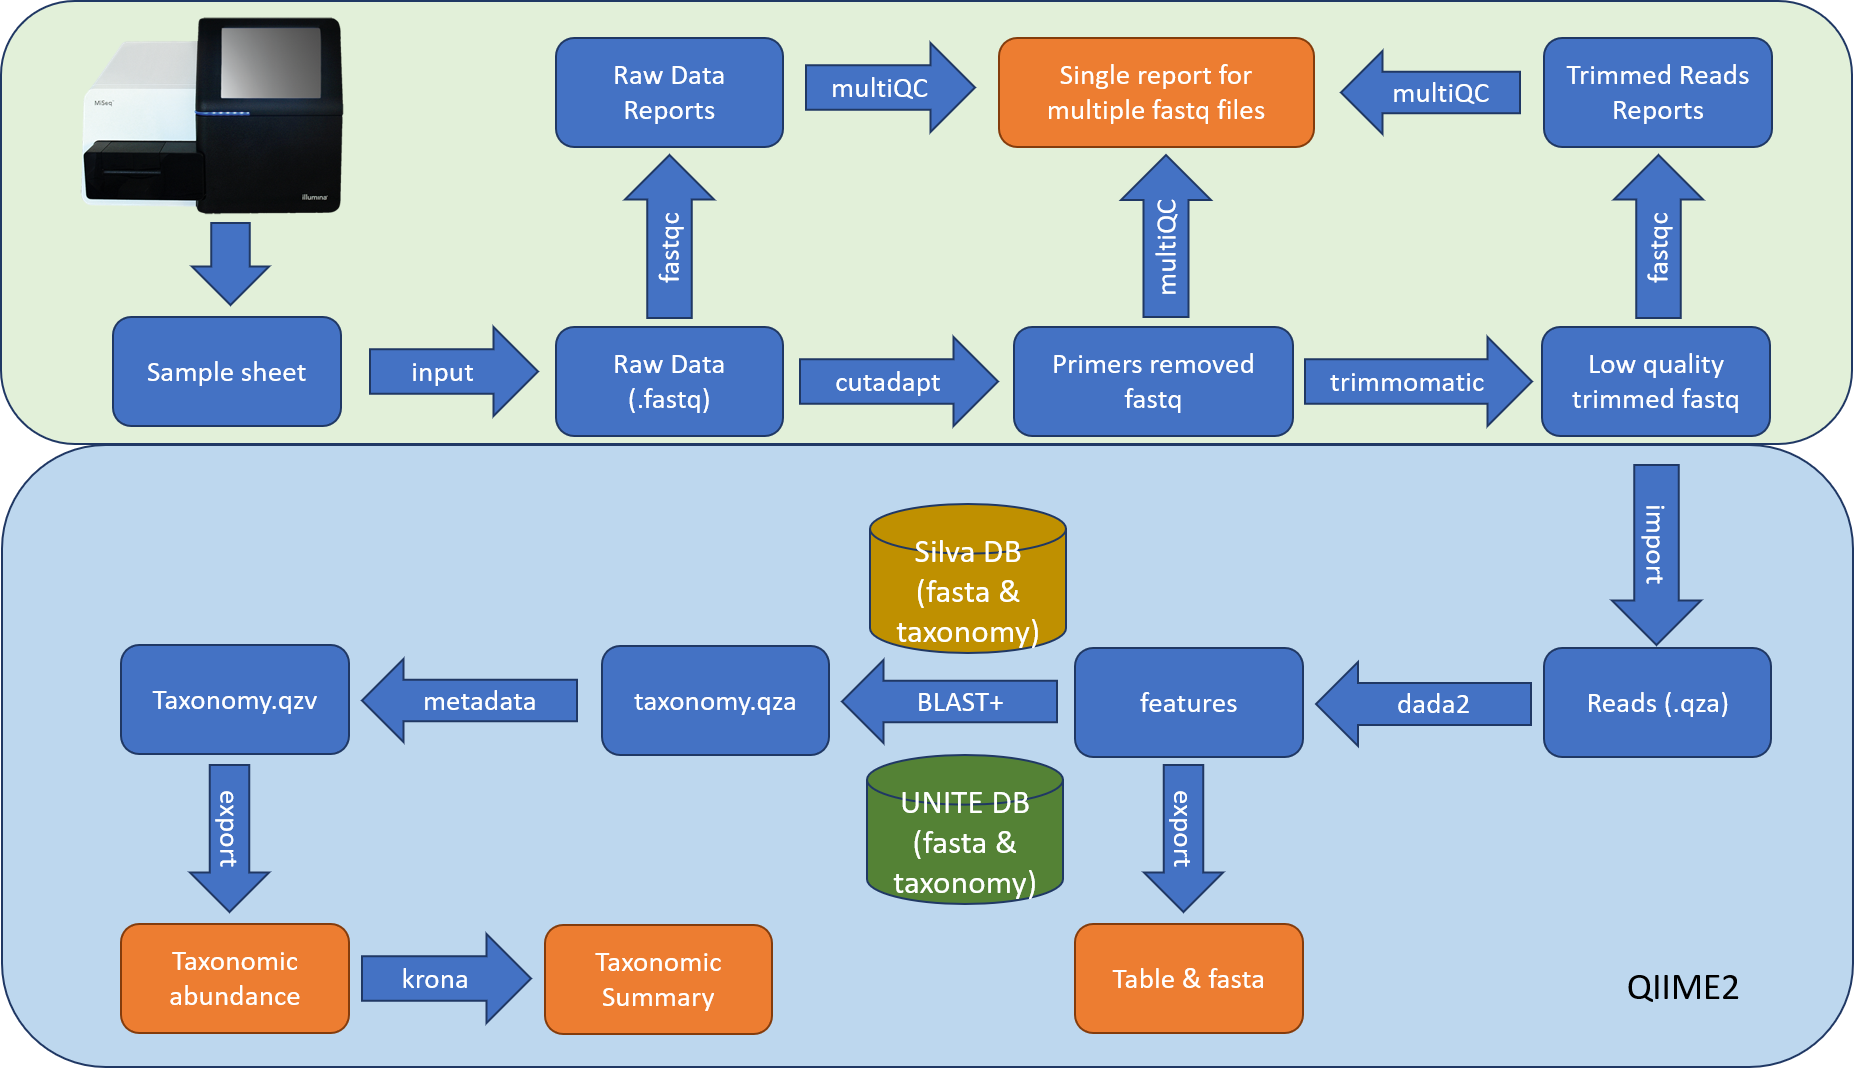 MiSeq
illumina
Raw Data
Reports
multiQC
Single report for
multiple fastq files
multiQC
Trimmed Reads
Reports
fastqc
multiQC
fastqc
Sample sheet
input
Raw Data
(.fastq)
cutadapt
Primers removed
fastq
trimmomatic
Low quality
trimmed fastq
import
Silva DB
(fasta &
taxonomy)
Taxonomy.qzv
metadata
taxonomy.qza
BLAST+
features
dada2
Reads (.qza)
UNITE DB
(fasta &
taxonomy)
export
export
Taxonomic
abundance
krona
Taxonomic
Summary
Table & fasta
QIIME2